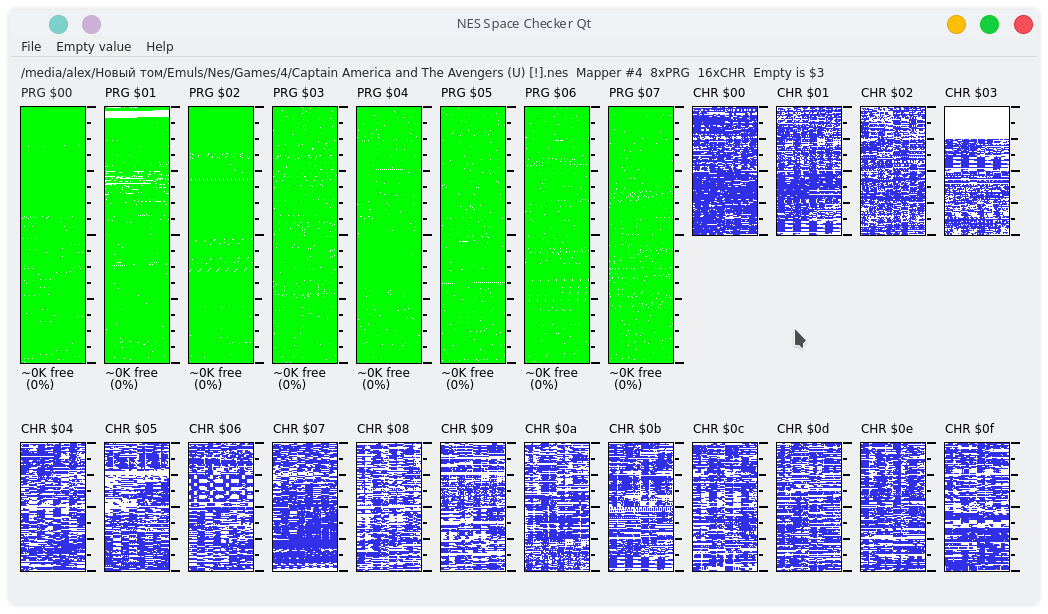 NES Space Checker Qt
File Empty value Help
/media/alex/Новый том/Emuls/Nes/Games/4/Captain America and The Avengers (U) [!].nes Mapper #4 8xPRG 16xCHR Empty is $3
PRG $00 PRG $01 PRG $02 PRG $03 PRG $04 PRG $05 PRG $06 PRG $07 CHR $00 CHR $01 CHR $02 CHR $03
~0K free ~0K free ~0K free ~0K free ~0K free ~0K free ~0K free ~0K free
(0%) (0%) (0%) (0%) (0%) (0%) (0%) (0%)
CHR $04 CHR $05 CHR $06 CHR $07 CHR $08 CHR $09 CHR $0a CHR $0b CHR $0c CHR $0d CHR $0e CHR $0f